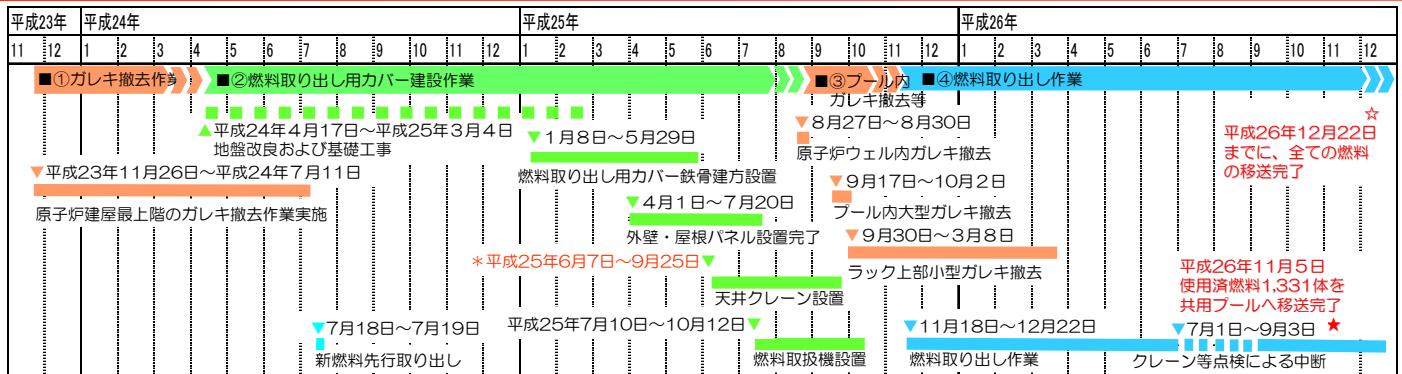 平成23年 平成24年 平成25年 平成26年
11 12 1 2 3 4 5 6 7 8 9 10 11 12 1 2 3 4 5 6 7 8 9 10 11 12 1 2 3 4 5 6 7 8 9 10 11 12
■①ガレキ撤去作業
■②燃料取り出し用カバー建設作業
■③プール内
ガレキ撤去等
■④燃料取り出し作業
▲平成24年4月17日～平成25年3月4日
地盤改良および基礎工事
▼平成23年11月26日～平成24年7月11日
原子炉建屋最上階のガレキ撤去作業実施
▼1月8日～5月29日
燃料取り出し用カバー鉄骨建方設置
▼4月1日～7月20日
外壁・屋根パネル設置完了
＊平成25年6月7日～9月25日▼
天井クレーン設置
▼7月18日～7月19日
新燃料先行取り出し
平成25年7月10日～10月12日▼
燃料取扱機設置
▼8月27日～8月30日
原子炉ウェル内ガレキ撤去
▼9月17日～10月2日
プール内大型ガレキ撤去
▼9月30日～3月8日
ラック上部小型ガレキ撤去
▼11月18日～12月22日
燃料取り出し作業
▼7月1日～9月3日
クレーン等点検による中断
☆
平成26年12月22日
までに、全ての燃料
の移送完了
平成26年11月5日
使用済燃料1,331体を
共用プールへ移送完了
★